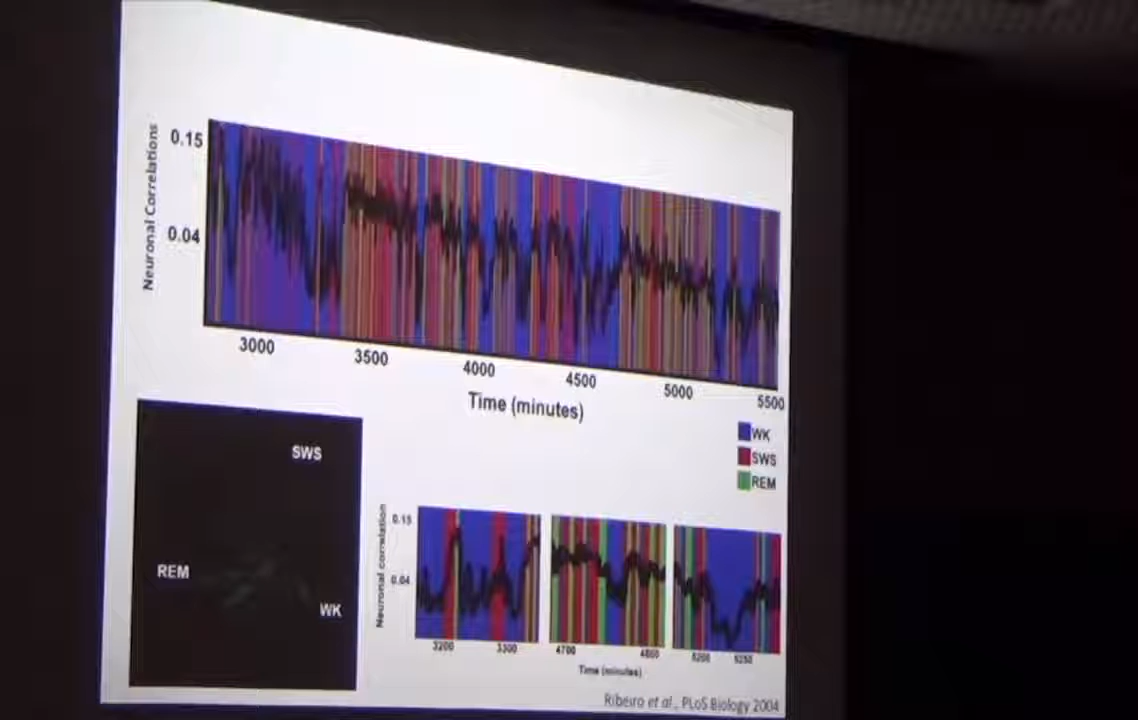 Neuronal Correlations
0.15
0.04
3000 3500 4000 4500 5000 5500
Time (minutes)
WK
SWS
REM
SWS
REM
WK
Neuronal correlation
0.15
0.04
3200 3300 4700 4800 5200 5250
Time (minutes)
Ribeiro et al., PLoS Biology 2004